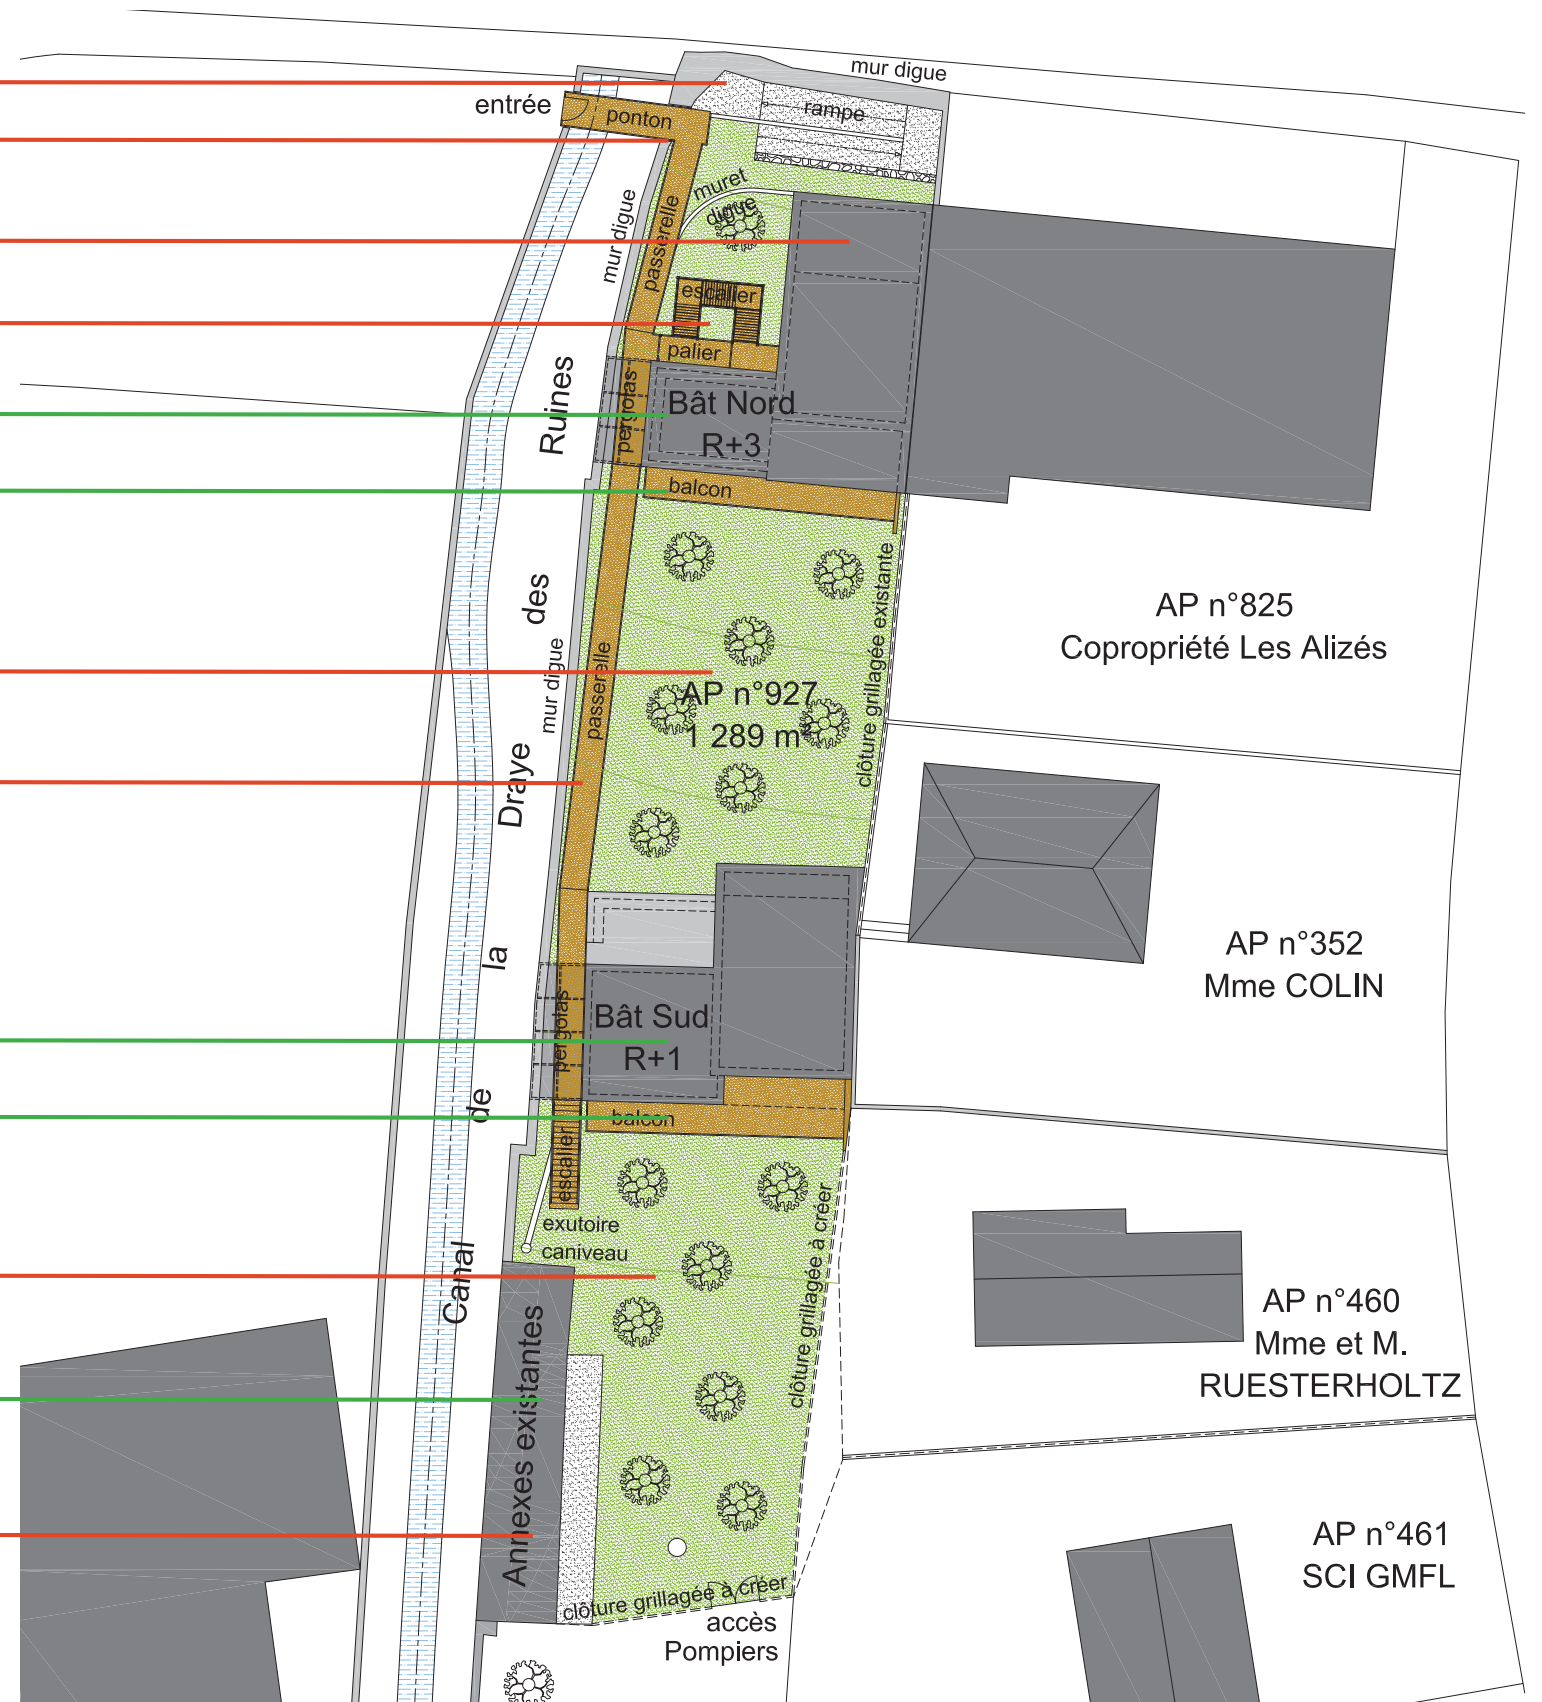 mur digue
entrée
ponton
rampe
muret
digue
mur digue
passerelle
escalier
palier
pergolas
Bât Nord
R+3
balcon
Canal de la Draye des Ruines
mur digue
passerelle
clôture grillagée existante
AP n°927
1 289 m²
AP n°825
Copropriété Les Alizés
AP n°352
Mme COLIN
pergolas
Bât Sud
R+1
balcon
escalier
exutoire
caniveau
clôture grillagée à créer
Annexes existantes
AP n°460
Mme et M.
RUESTERHOLTZ
AP n°461
SCI GMFL
clôture grillagée à créer
accès
Pompiers